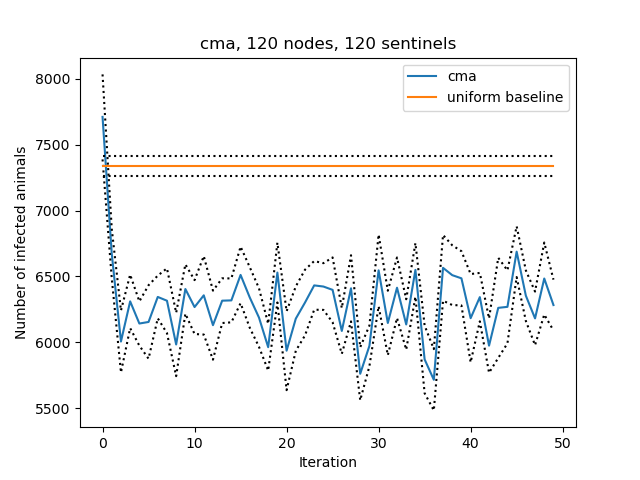 cma, 120 nodes, 120 sentinels
cma
uniform baseline
8000
7500
7000
6500
6000
5500
Number of infected animals
0
10
20
30
40
50
Iteration